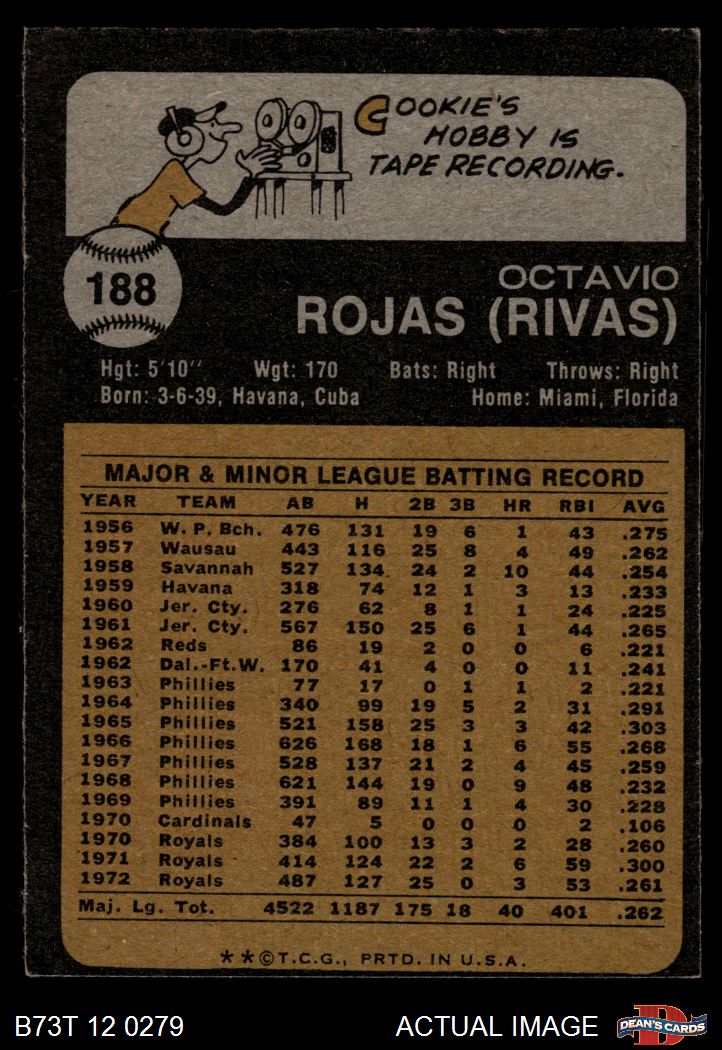 COOKIE'S
HOBBY IS
TAPE RECORDING.
188
OCTAVIO
ROJAS (RIVAS)
Hgt: 5'10" Wgt: 170 Bats: Right Throws: Right
Born: 3-6-39, Havana, Cuba Home: Miami, Florida
MAJOR & MINOR LEAGUE BATTING RECORD
YEAR TEAM AB H 2B 3B HR RBI AVG
1956 W. P. Bch. 476 131 19 6 1 43 .275
1957 Wausau 443 116 25 8 4 49 .262
1958 Savannah 527 134 24 2 10 44 .254
1959 Havana 318 74 12 1 3 13 .233
1960 Jer. Cty. 276 62 8 1 1 24 .225
1961 Jer. Cty. 567 150 25 6 1 44 .265
1962 Reds 86 19 2 0 0 6 .221
1962 Dal.-Ft.W. 170 41 4 0 0 11 .241
1963 Phillies 77 17 0 1 1 2 .221
1964 Phillies 340 99 19 5 2 31 .291
1965 Phillies 521 158 25 3 3 42 .303
1966 Phillies 626 168 18 1 6 55 .268
1967 Phillies 528 137 21 2 4 45 .259
1968 Phillies 621 144 19 0 9 48 .232
1969 Phillies 391 89 11 1 4 30 .228
1970 Cardinals 47 5 0 0 0 2 .106
1970 Royals 384 100 13 3 2 28 .260
1971 Royals 414 124 22 2 6 59 .300
1972 Royals 487 127 25 0 3 53 .261
Maj. Lg. Tot. 4522 1187 175 18 40 401 .262
**©T.C.G., PRTD. IN U.S.A.
B73T 12 0279 ACTUAL IMAGE D DEAN'S CARDS